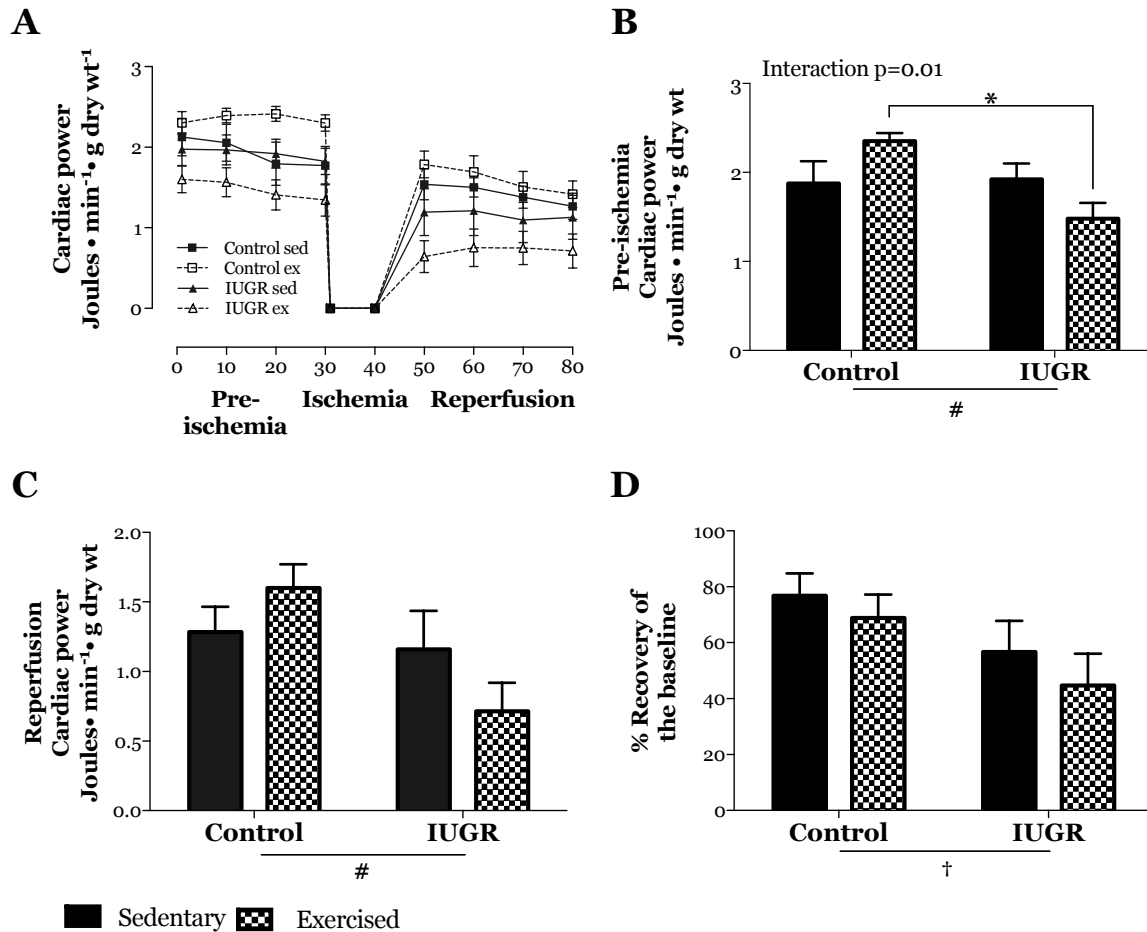 A
Cardiac power
Joules • min⁻¹• g dry wt⁻¹
3
2
1
0
Control sed
Control ex
IUGR sed
IUGR ex
0 10 20 30 40 50 60 70 80
Pre- Ischemia Reperfusion
ischemia
B
Interaction p=0.01
Pre-ischemia
Cardiac power
Joules • min⁻¹• g dry wt
3
2
1
0
*
Control IUGR
#
C
Reperfusion
Cardiac power
Joules• min⁻¹• g dry wt
2.0
1.5
1.0
0.5
0.0
Control IUGR
#
D
% Recovery of
the baseline
100
80
60
40
20
0
Control IUGR
†
Sedentary Exercised